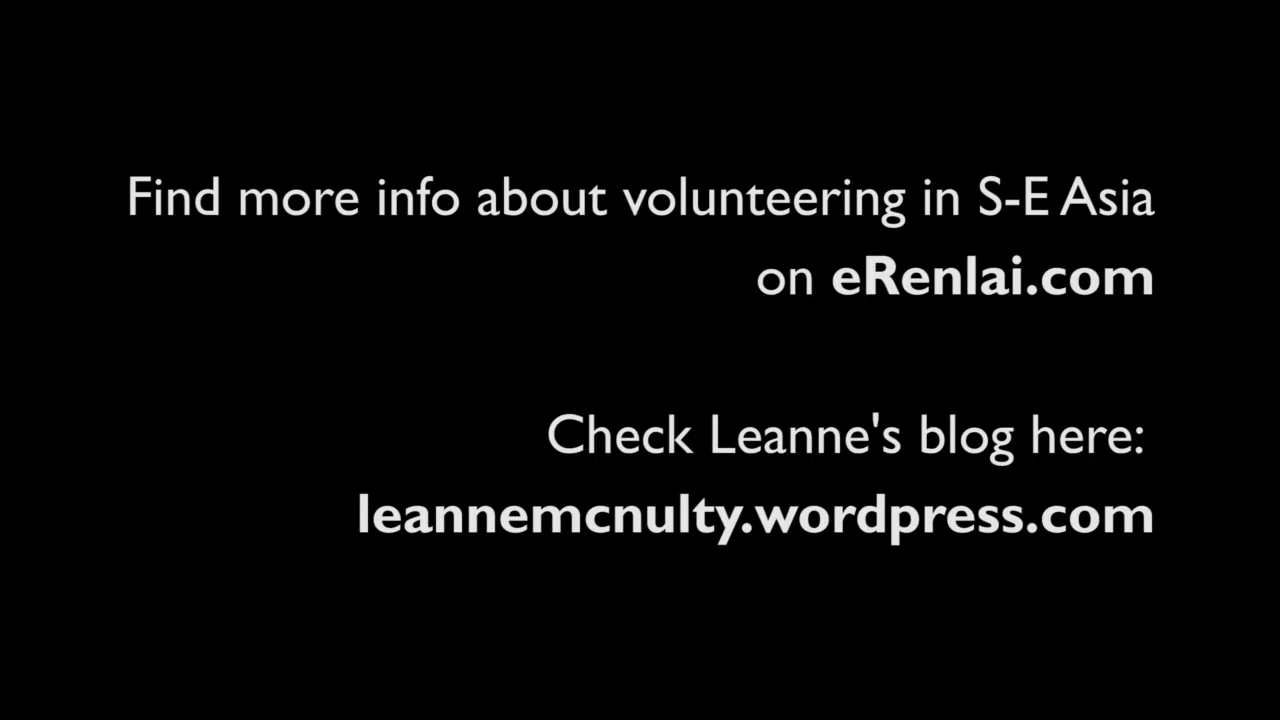 Find more info about volunteering in S-E Asia
on eRenlai.com
Check Leanne's blog here:
leannemcnulty.wordpress.com